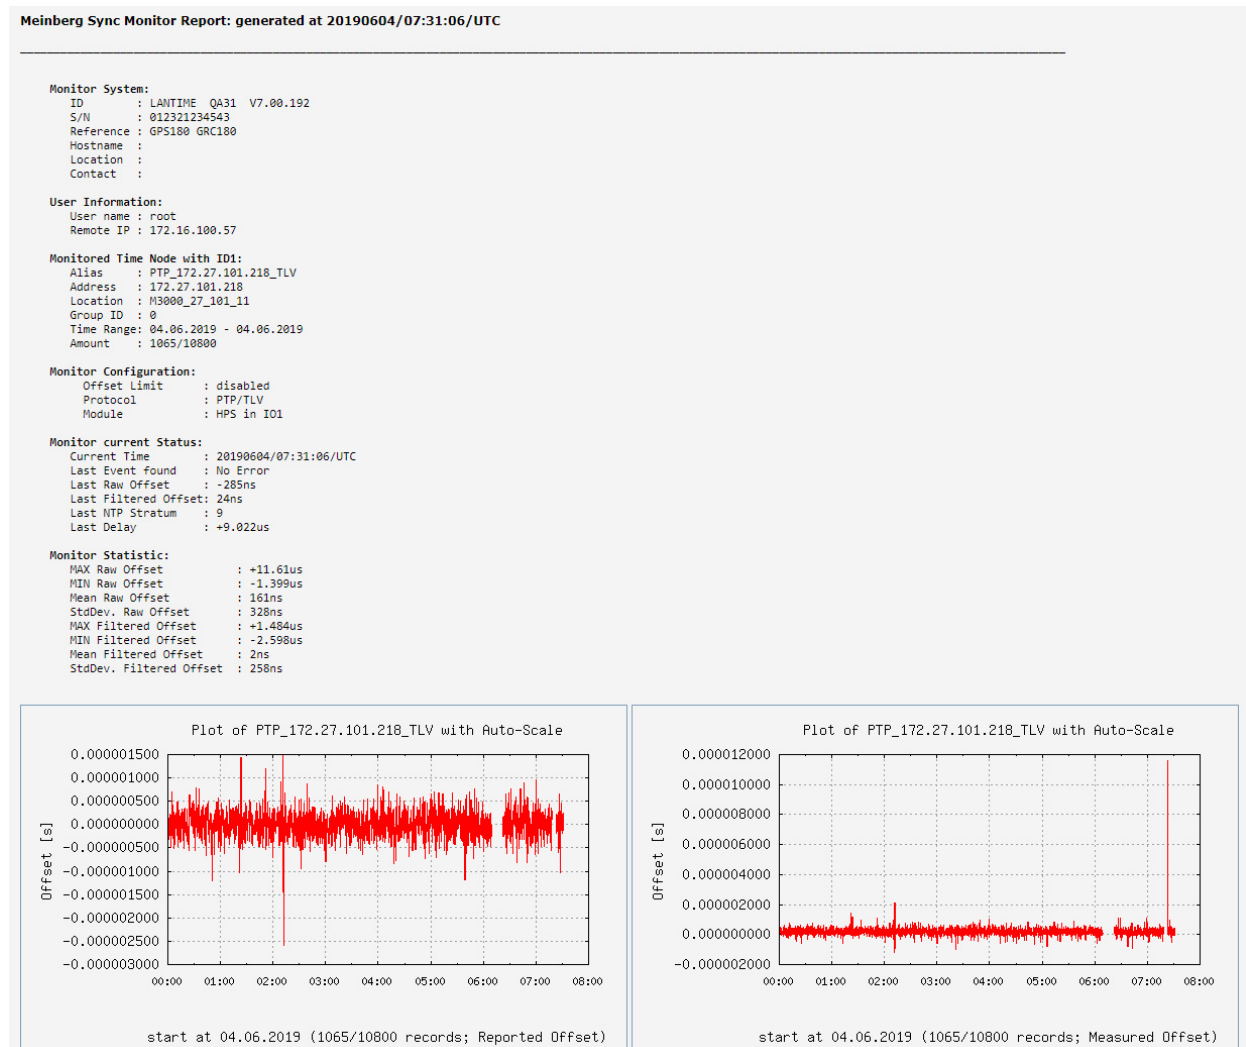 Meinberg Sync Monitor Report: generated at 20190604/07:31:06/UTC
Monitor System:
ID : LANTIME QA31 V7.00.192
S/N : 012321234543
Reference : GPS180 GRC180
Hostname :
Location :
Contact :
User Information:
User name : root
Remote IP : 172.16.100.57
Monitored Time Node with ID1:
Alias : PTP_172.27.101.218_TLV
Address : 172.27.101.218
Location : M3000_27_101_11
Group ID : 0
Time Range: 04.06.2019 - 04.06.2019
Amount : 1065/10800
Monitor Configuration:
Offset Limit : disabled
Protocol : PTP/TLV
Module : HPS in IO1
Monitor current Status:
Current Time : 20190604/07:31:06/UTC
Last Event found : No Error
Last Raw Offset : -285ns
Last Filtered Offset: 24ns
Last NTP Stratum : 9
Last Delay : +9.022us
Monitor Statistic:
MAX Raw Offset : +11.61us
MIN Raw Offset : -1.399us
Mean Raw Offset : 161ns
StdDev. Raw Offset : 328ns
MAX Filtered Offset : +1.484us
MIN Filtered Offset : -2.598us
Mean Filtered Offset : 2ns
StdDev. Filtered Offset : 258ns
Plot of PTP_172.27.101.218_TLV with Auto-Scale
Offset [s]
0.000001500
0.000001000
0.000000500
0.000000000
-0.000000500
-0.000001000
-0.000001500
-0.000002000
-0.000002500
-0.000003000
00:00 01:00 02:00 03:00 04:00 05:00 06:00 07:00 08:00
start at 04.06.2019 (1065/10800 records; Reported Offset)
Plot of PTP_172.27.101.218_TLV with Auto-Scale
Offset [s]
0.000012000
0.000010000
0.000008000
0.000006000
0.000004000
0.000002000
0.000000000
-0.000002000
00:00 01:00 02:00 03:00 04:00 05:00 06:00 07:00 08:00
start at 04.06.2019 (1065/10800 records; Measured Offset)